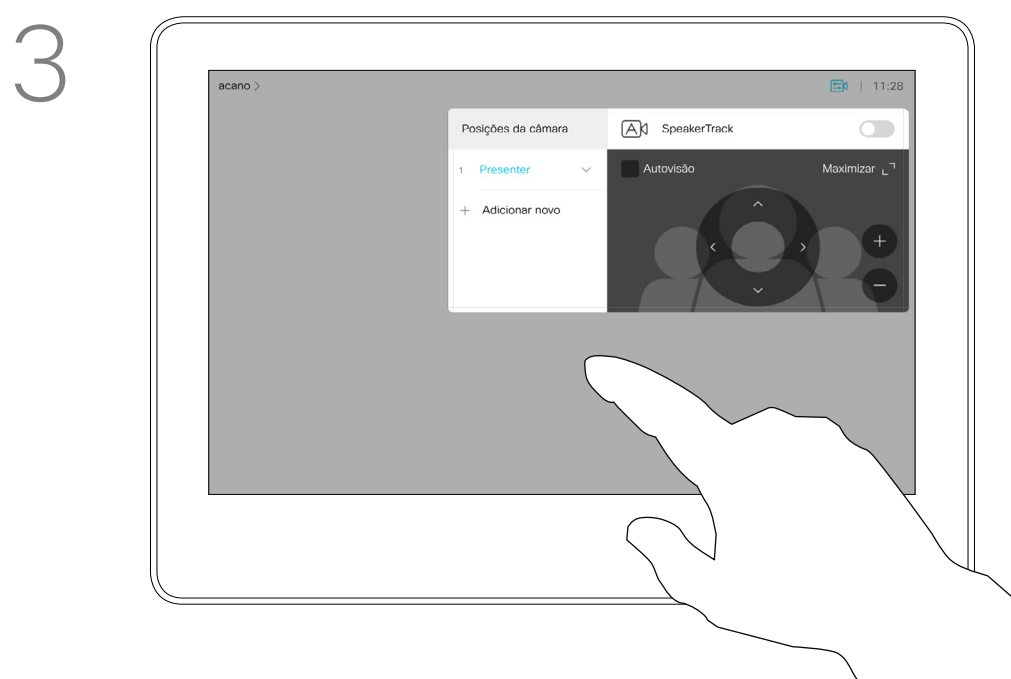 3
acano >
| 11:28
Posições da câmara
A SpeakerTrack
1 Presenter
Autovisão
Maximizar
+ Adicionar novo
+
−